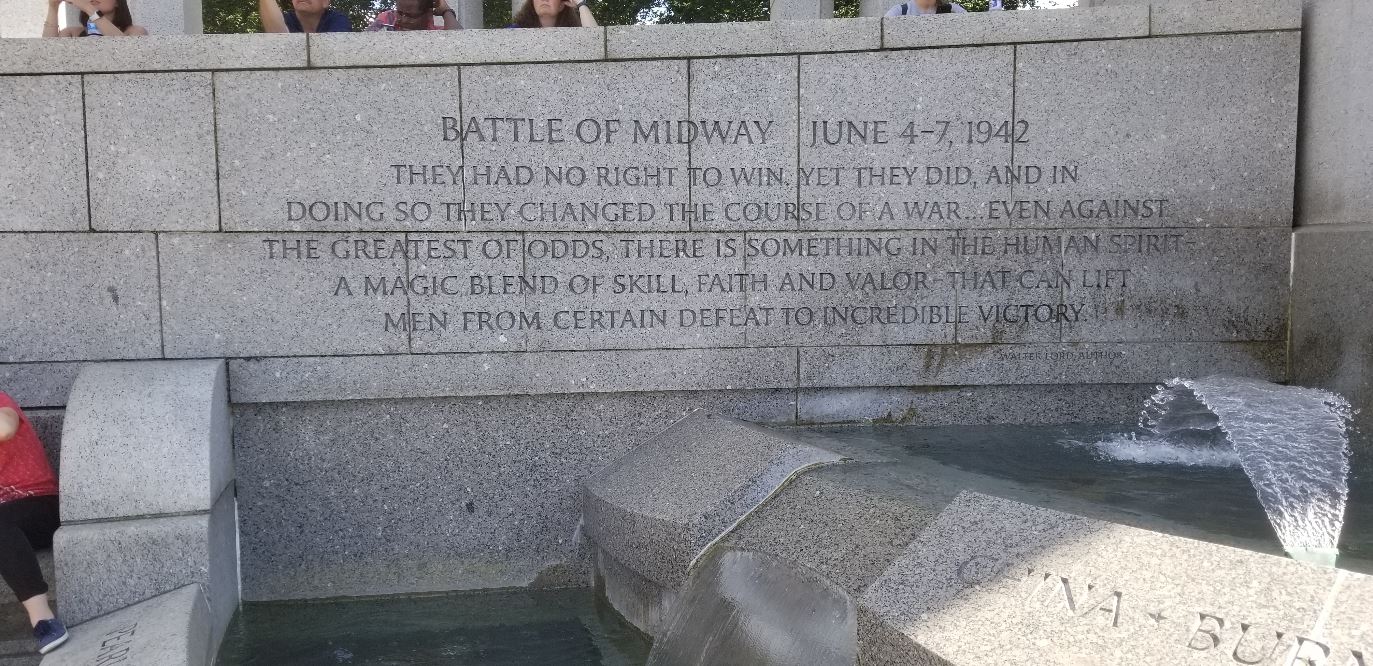 BATTLE OF MIDWAY JUNE 4-7, 1942
THEY HAD NO RIGHT TO WIN. YET THEY DID, AND IN
DOING SO THEY CHANGED THE COURSE OF A WAR... EVEN AGAINST
THE GREATEST OF ODDS, THERE IS SOMETHING IN THE HUMAN SPIRIT-
A MAGIC BLEND OF SKILL, FAITH AND VALOR-THAT CAN LIFT
MEN FROM CERTAIN DEFEAT TO INCREDIBLE VICTORY.
WALTER LORD, AUTHOR